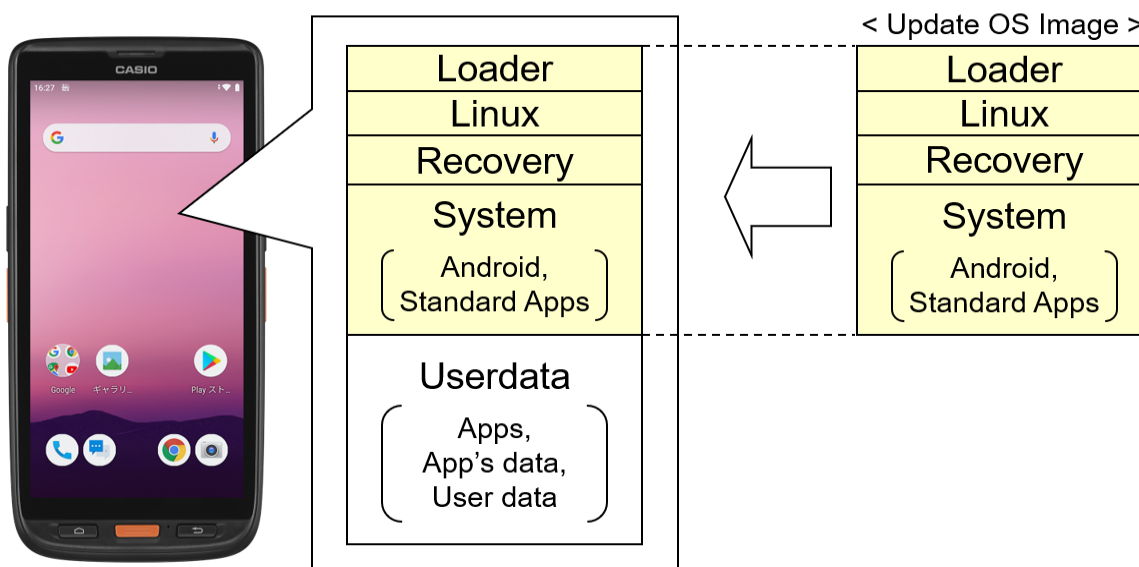 < Update OS Image >
CASIO
16:27
Google
ギャラリ...
Play スト...
Loader
Linux
Recovery
System
Android,
Standard Apps
Userdata
Apps,
App's data,
User data
Loader
Linux
Recovery
System
Android,
Standard Apps